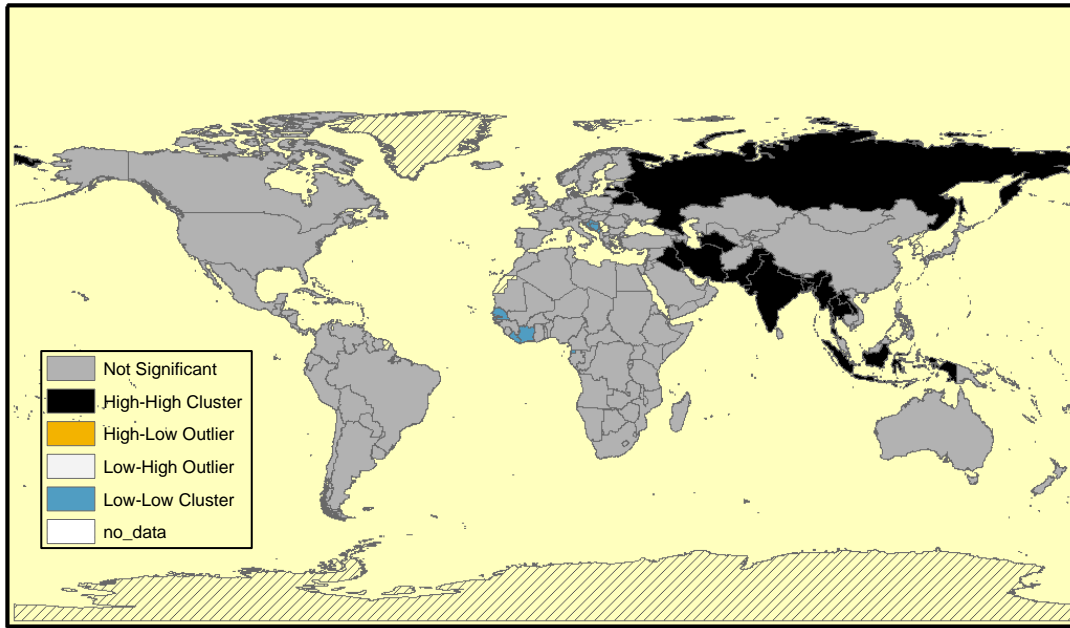 Not Significant
High-High Cluster
High-Low Outlier
Low-High Outlier
Low-Low Cluster
no_data